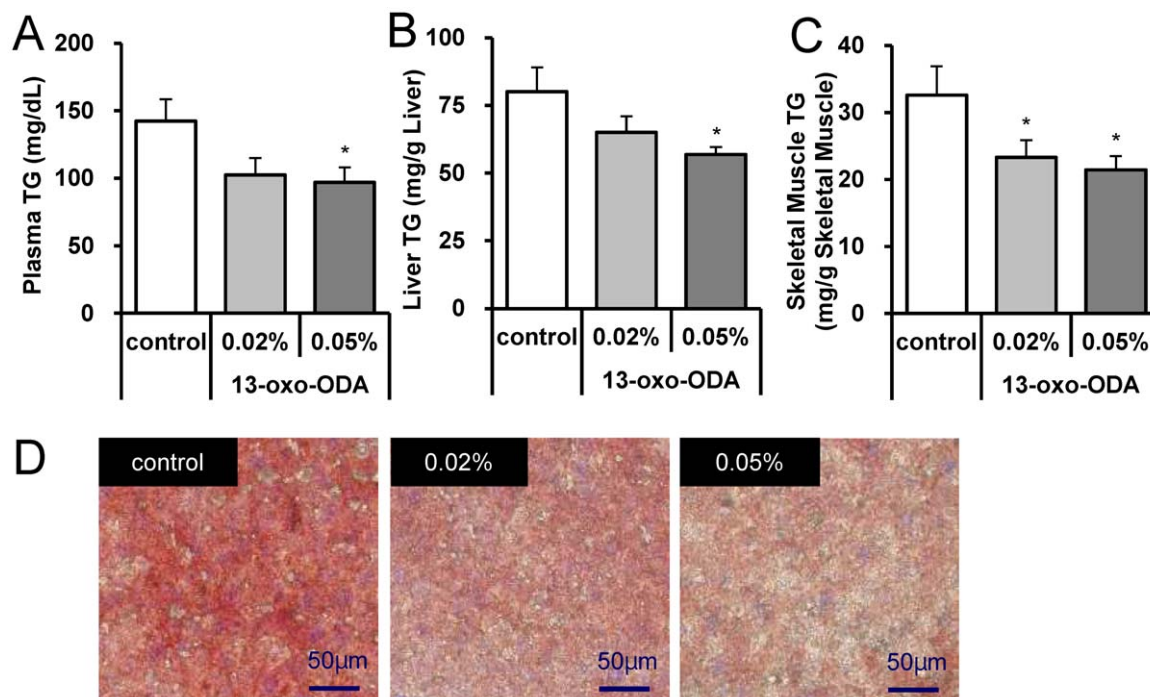 A
Plasma TG (mg/dL)
200
150
100
50
0
*
control 0.02% 0.05%
13-oxo-ODA
B
Liver TG (mg/g Liver)
100
75
50
25
0
*
control 0.02% 0.05%
13-oxo-ODA
C
Skeletal Muscle TG
(mg/g Skeletal Muscle)
40
30
20
10
0
* *
control 0.02% 0.05%
13-oxo-ODA
D
control
50µm
0.02%
50µm
0.05%
50µm